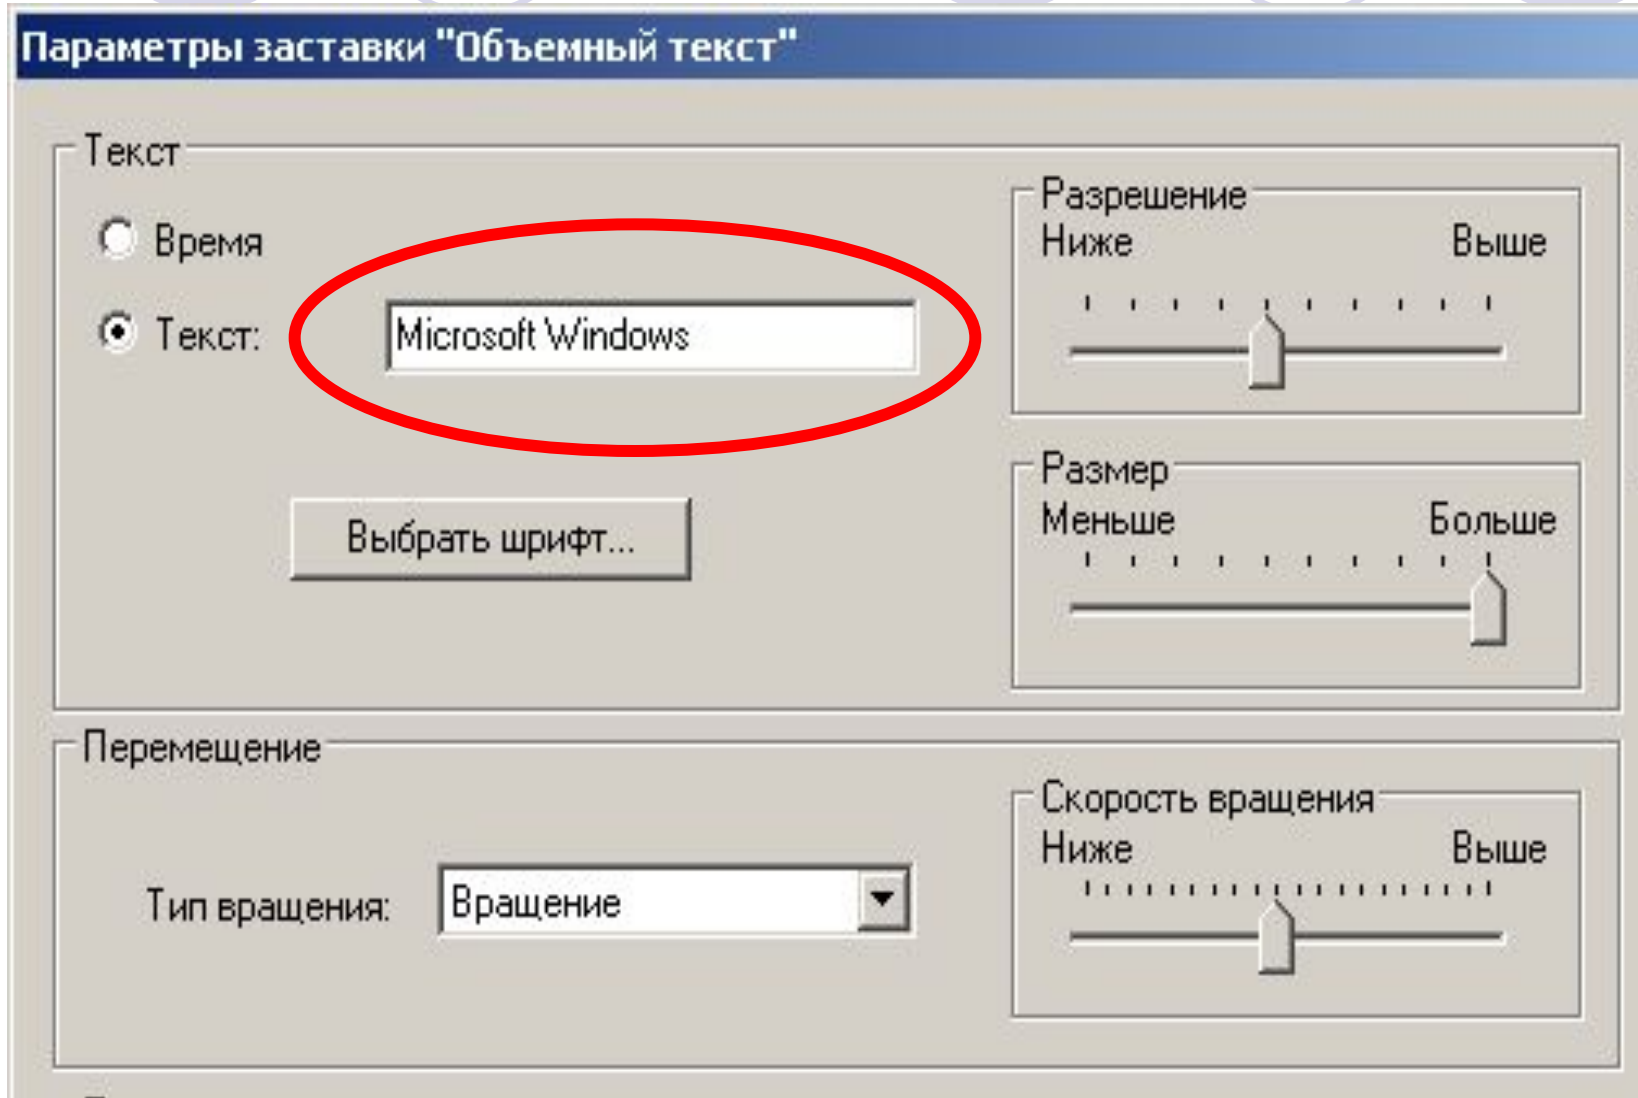 Параметры заставки "Объемный текст"
Текст
Время
Текст:
Microsoft Windows
Выбрать шрифт...
Разрешение
Ниже Выше
Размер
Меньше Больше
Перемещение
Тип вращения:
Вращение
Скорость вращения
Ниже Выше